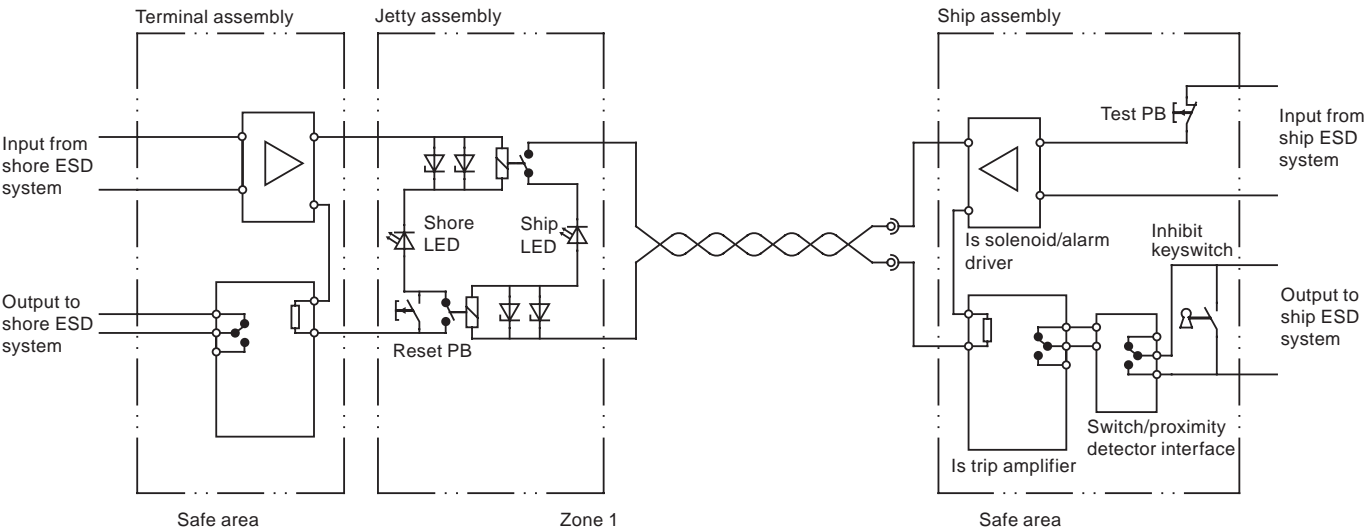 Terminal assembly
Jetty assembly
Ship assembly
Input from
shore ESD
system
Output to
shore ESD
system
Shore
LED
Ship
LED
Reset PB
Test PB
Input from
ship ESD
system
Is solenoid/alarm
driver
Inhibit
keyswitch
Output to
ship ESD
system
Switch/proximity
detector interface
Is trip amplifier
Safe area
Zone 1
Safe area